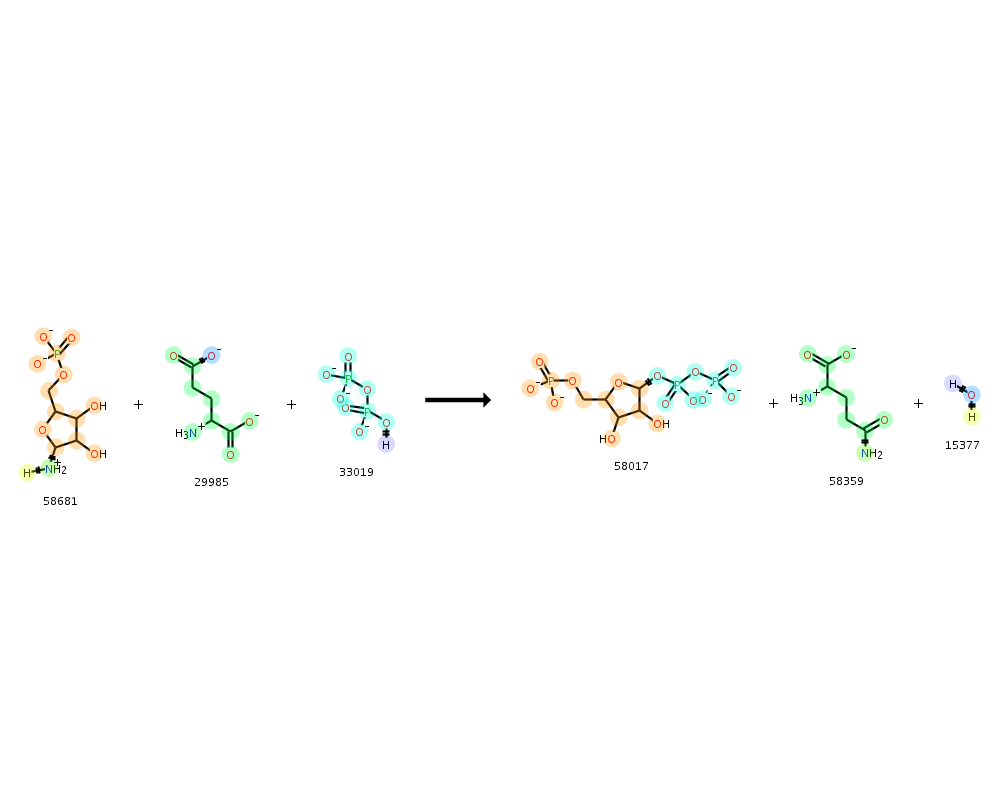 O⁻ O
O⁻ P
O
OH
O
OH
H NH₂⁺
58681
+
O O⁻
H₃N⁺ O⁻
O
29985
+
O
O⁻ P
O⁻ O
O P
O⁻ O
H
33019
O
O⁻ P O
O⁻
O O P O P O
O O⁻ O⁻ O⁻
HO OH
58017
+
O O⁻
H₃N⁺
O
NH₂
58359
+
H O
H
15377